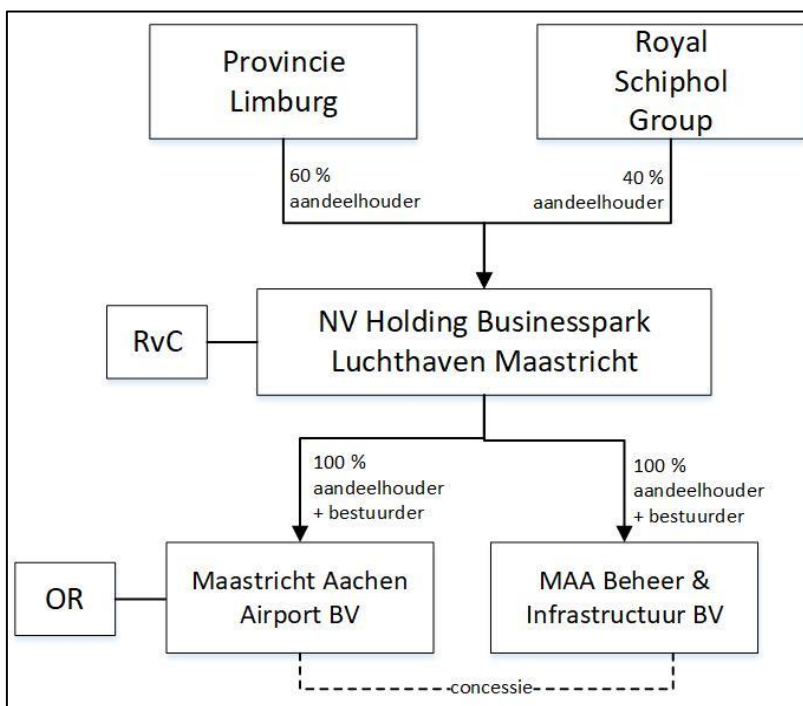 Provincie
Limburg
Royal
Schiphol
Group
60 %
aandeelhouder
40 %
aandeelhouder
RvC
NV Holding Businesspark
Luchthaven Maastricht
100 %
aandeelhouder
+ bestuurder
100 %
aandeelhouder
+ bestuurder
OR
Maastricht Aachen
Airport BV
MAA Beheer &
Infrastructuur BV
concessie